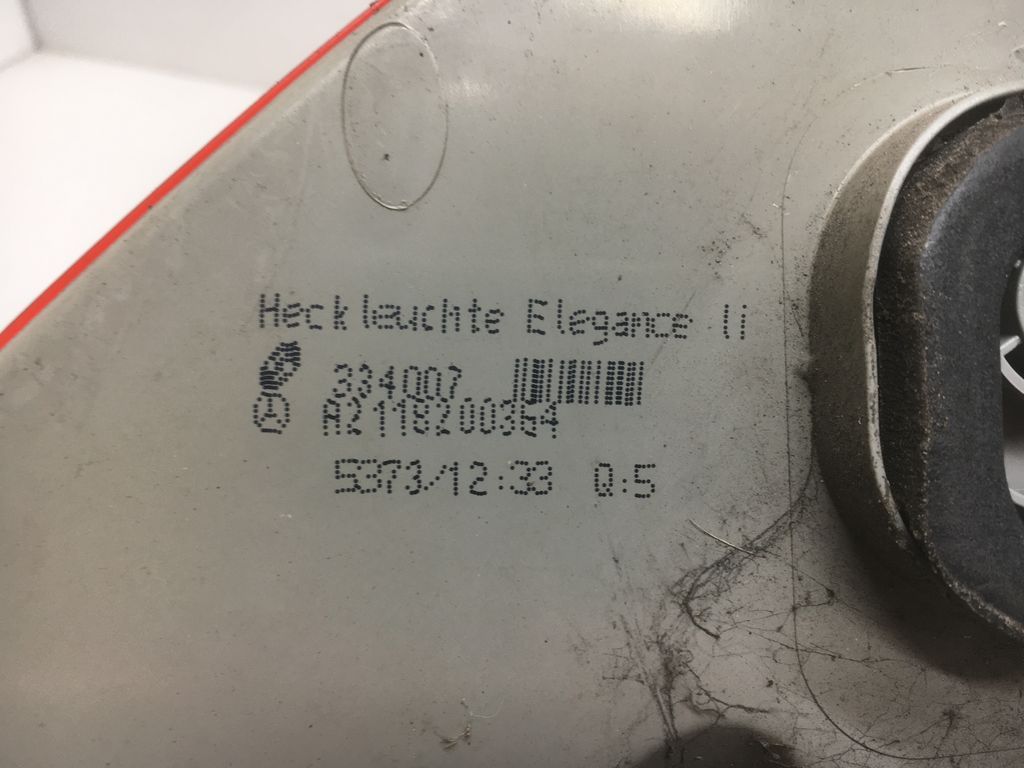 Heckleuchte Elegance li
334007
A2118200364
5373/12:33 Q:5